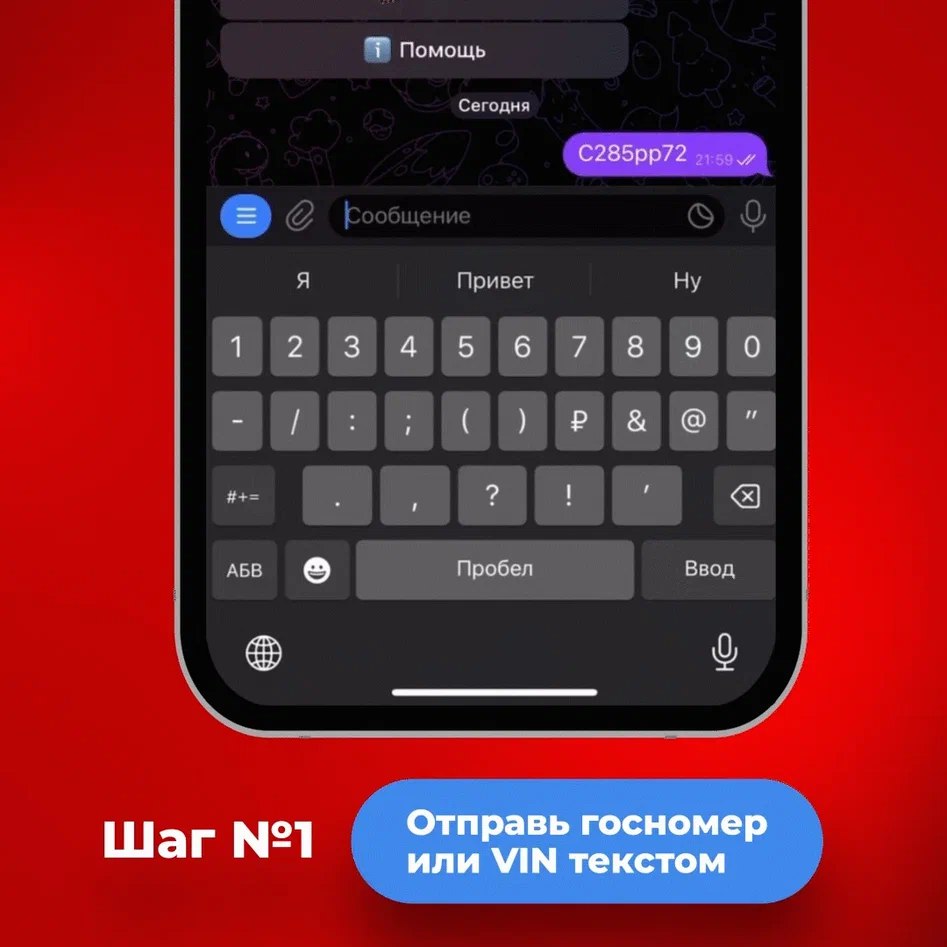 ℹ️ Помощь
Сегодня
С285рр72 21:59
Сообщение
Я Привет Ну
1 2 3 4 5 6 7 8 9 0
- / : ; ( ) ₽ & @ "
#+= . , ? ! '
АБВ Пробел Ввод
Шаг №1
Отправь госномер
или VIN текстом